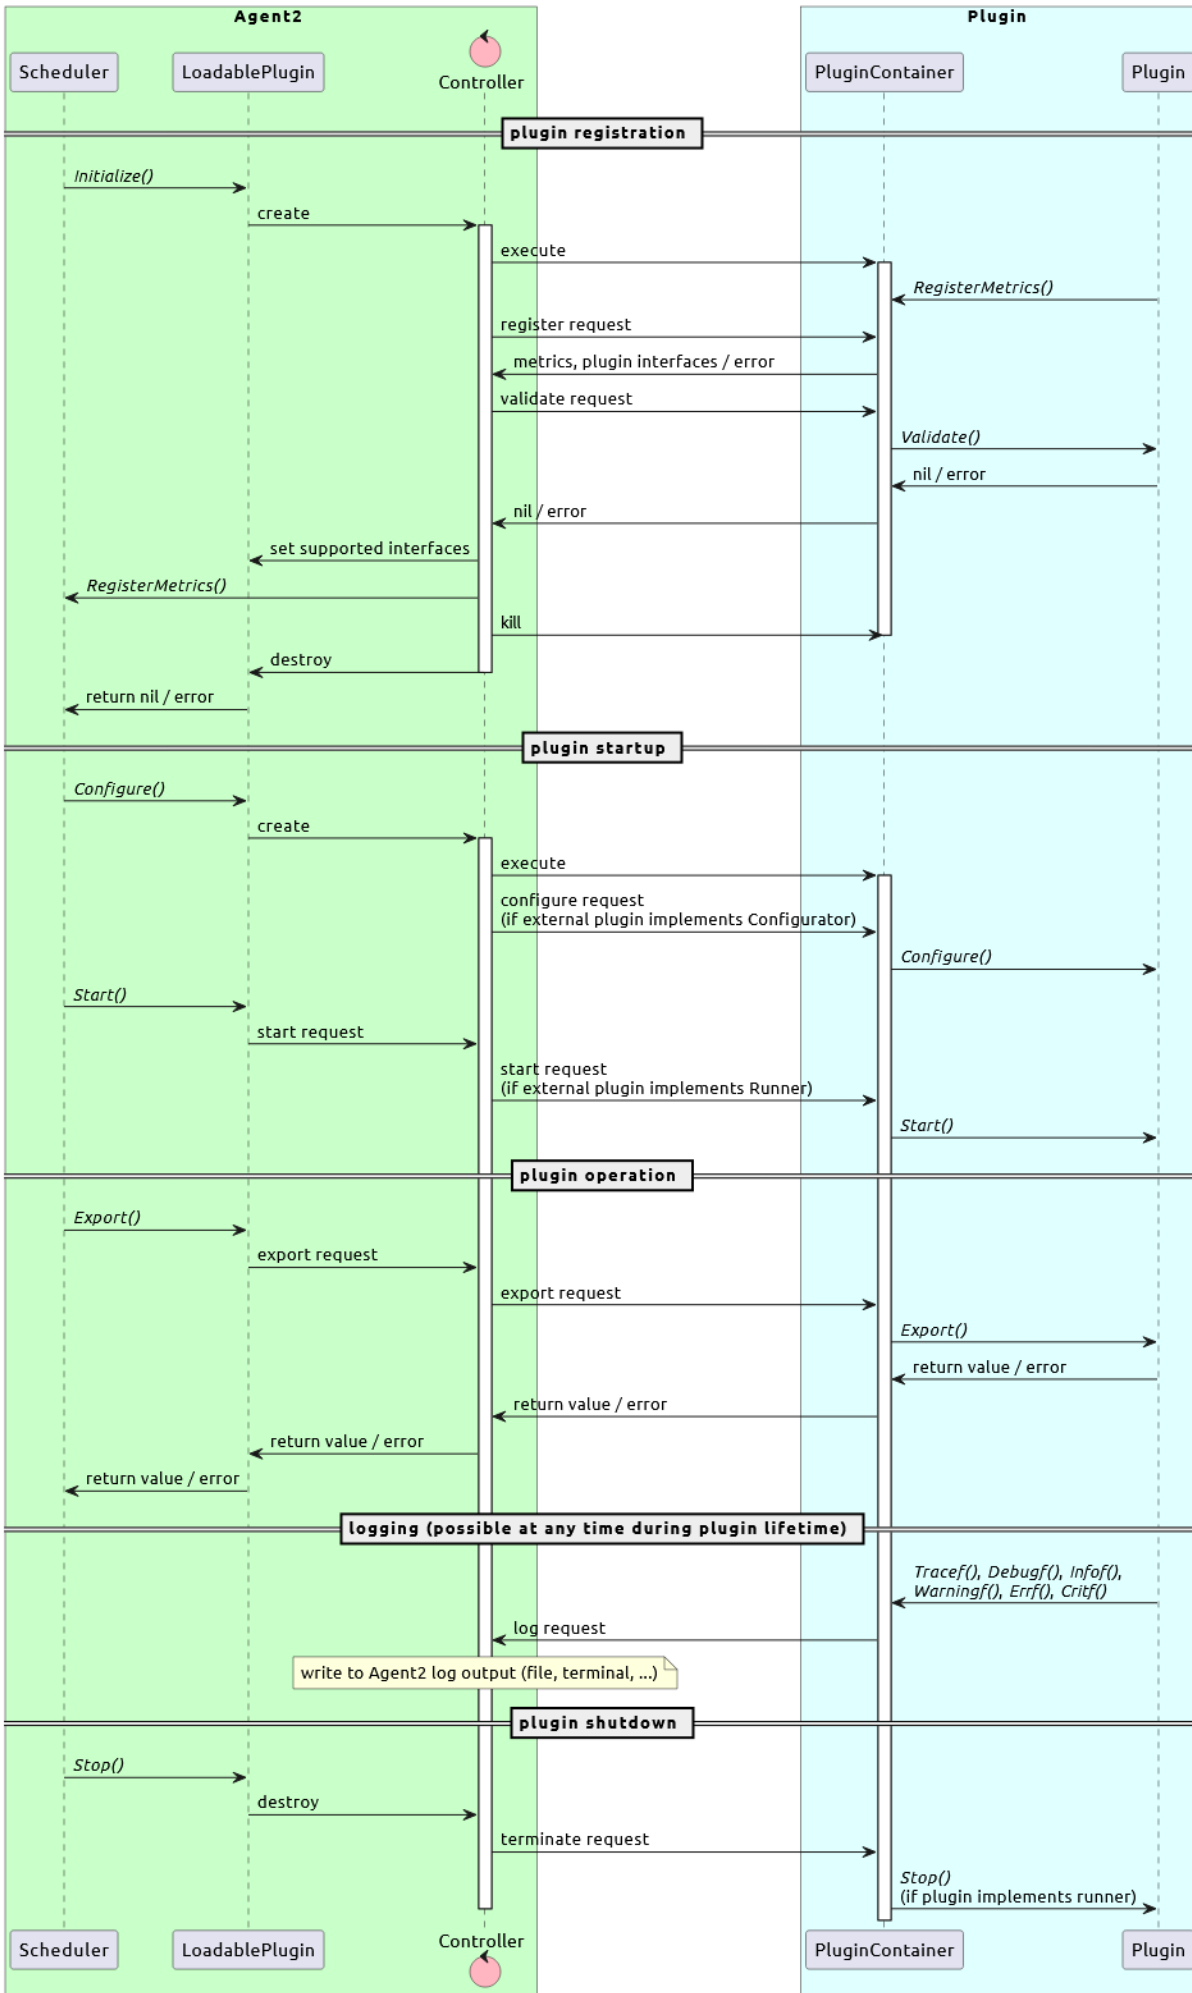 Agent2
Plugin
Scheduler
LoadablePlugin
Controller
PluginContainer
Plugin
plugin registration
Initialize()
create
execute
RegisterMetrics()
register request
metrics, plugin interfaces / error
validate request
Validate()
nil / error
nil / error
set supported interfaces
RegisterMetrics()
kill
destroy
return nil / error
plugin startup
Configure()
create
execute
configure request
(if external plugin implements Configurator)
Configure()
Start()
start request
start request
(if external plugin implements Runner)
Start()
plugin operation
Export()
export request
export request
Export()
return value / error
return value / error
return value / error
return value / error
logging (possible at any time during plugin lifetime)
Tracef(), Debugf(), Infof(),
Warningf(), Errf(), Critf()
log request
write to Agent2 log output (file, terminal, ...)
plugin shutdown
Stop()
destroy
terminate request
Stop()
(if plugin implements runner)
Scheduler
LoadablePlugin
Controller
PluginContainer
Plugin